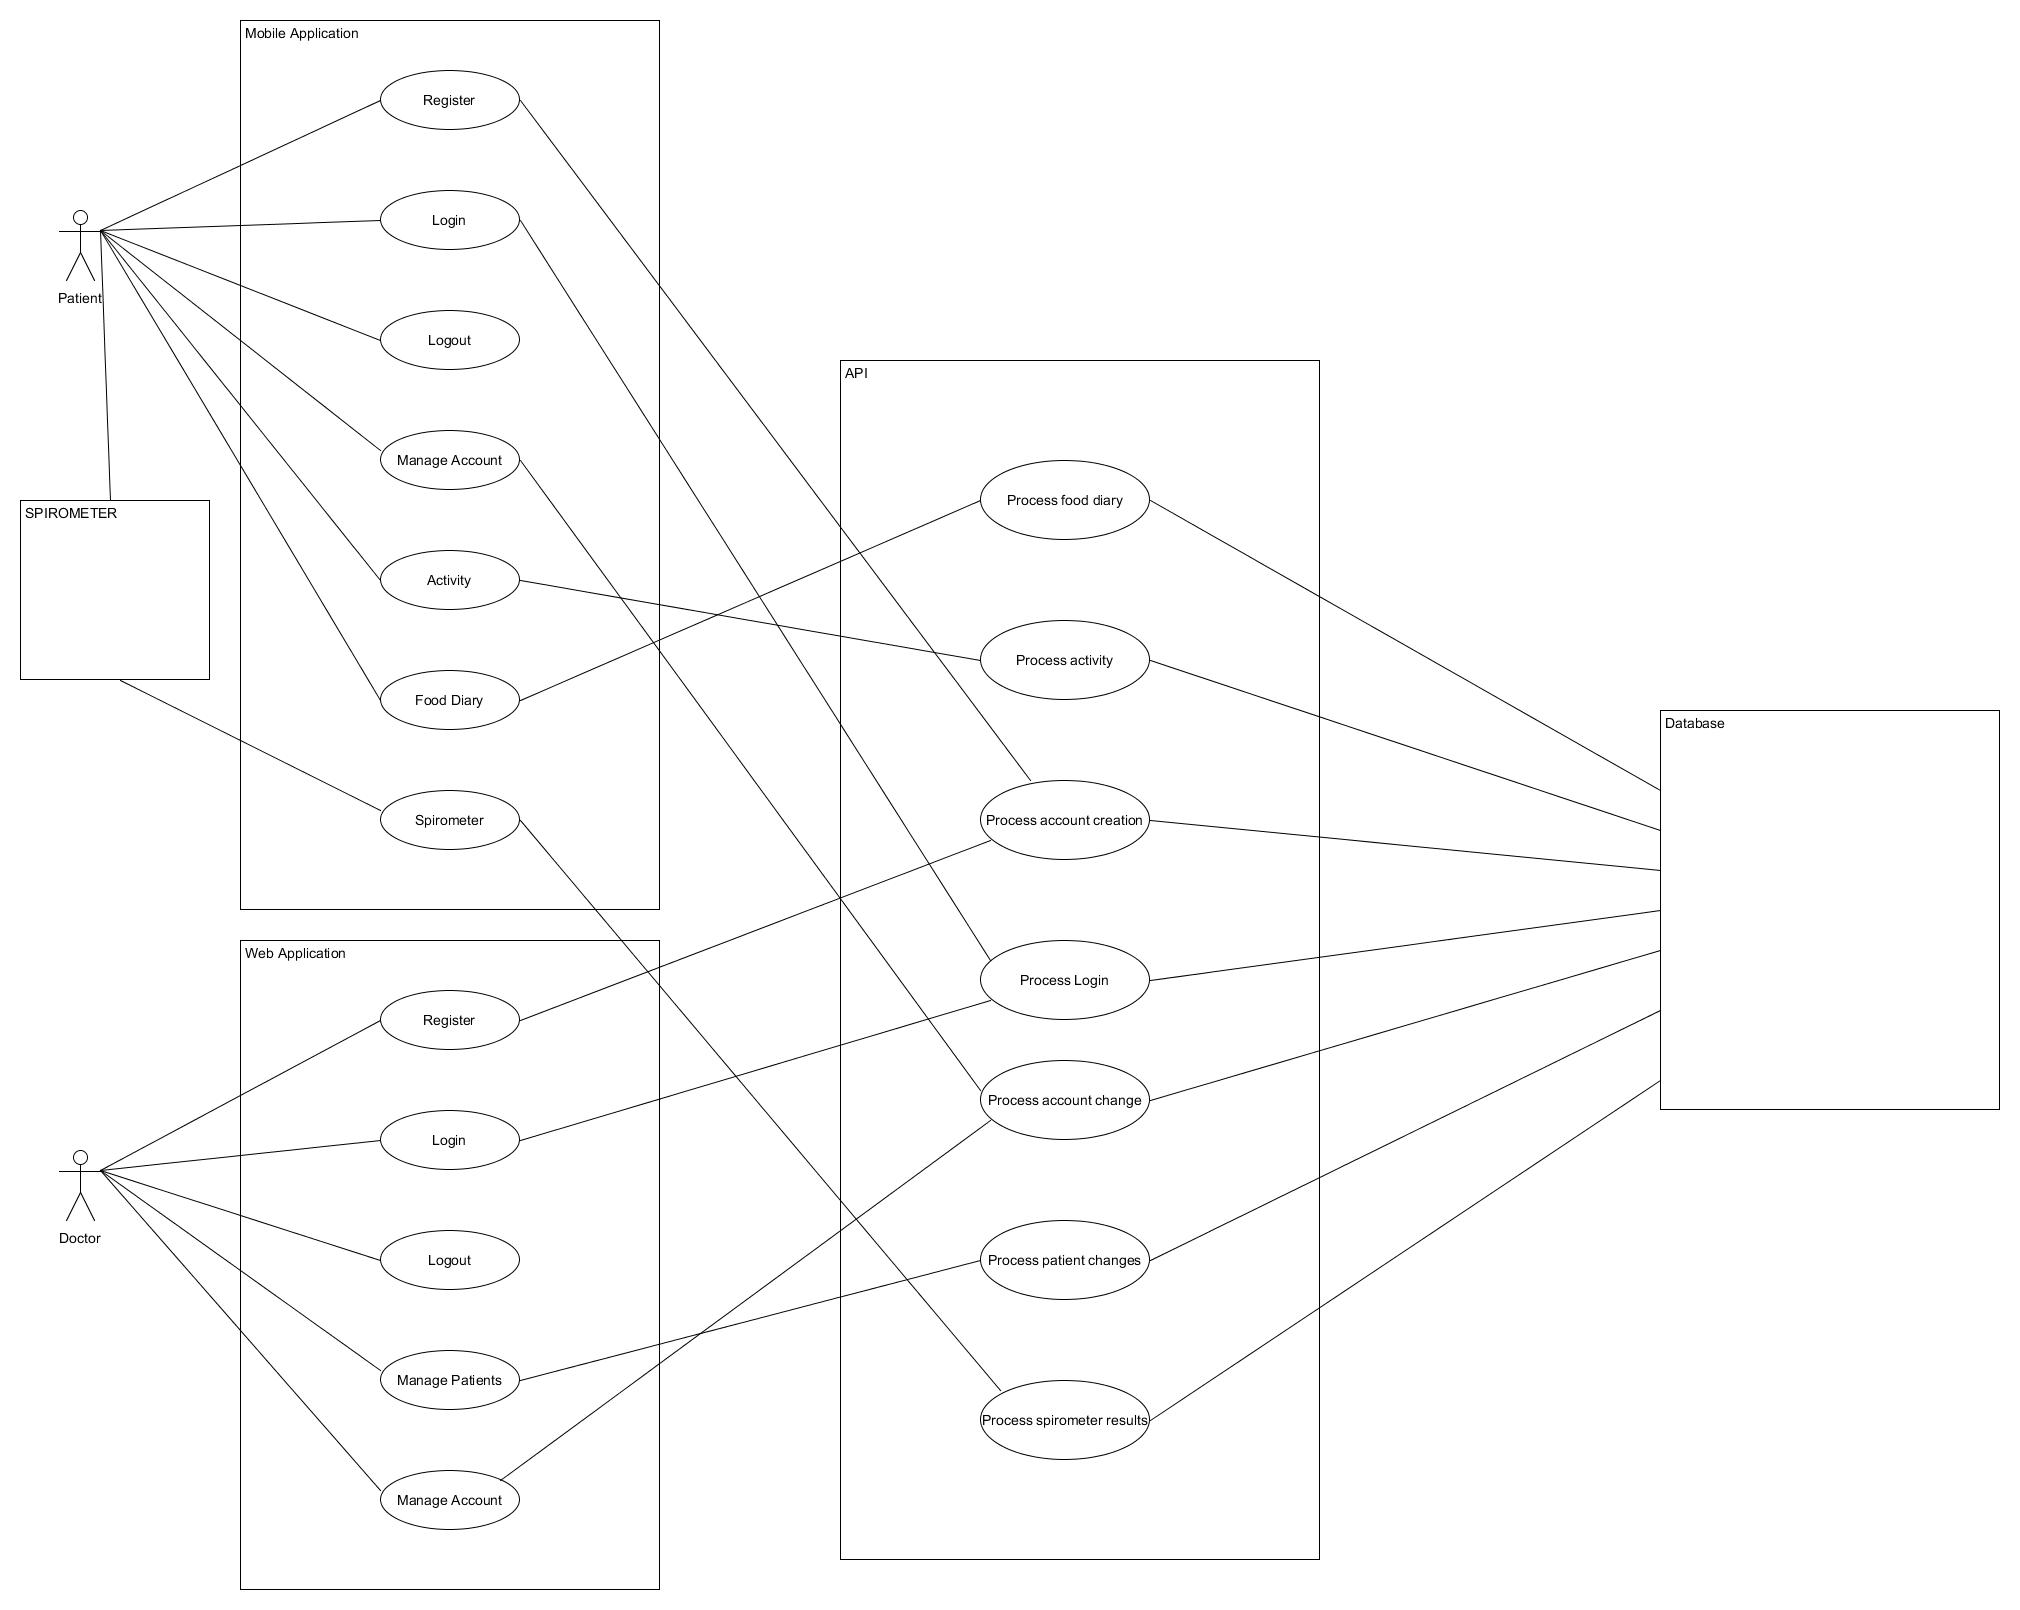 Mobile Application
Register
Login
Logout
Manage Account
Activity
Food Diary
Spirometer
Patient
SPIROMETER
Web Application
Register
Login
Logout
Manage Patients
Manage Account
Doctor
API
Process food diary
Process activity
Process account creation
Process Login
Process account change
Process patient changes
Process spirometer results
Database